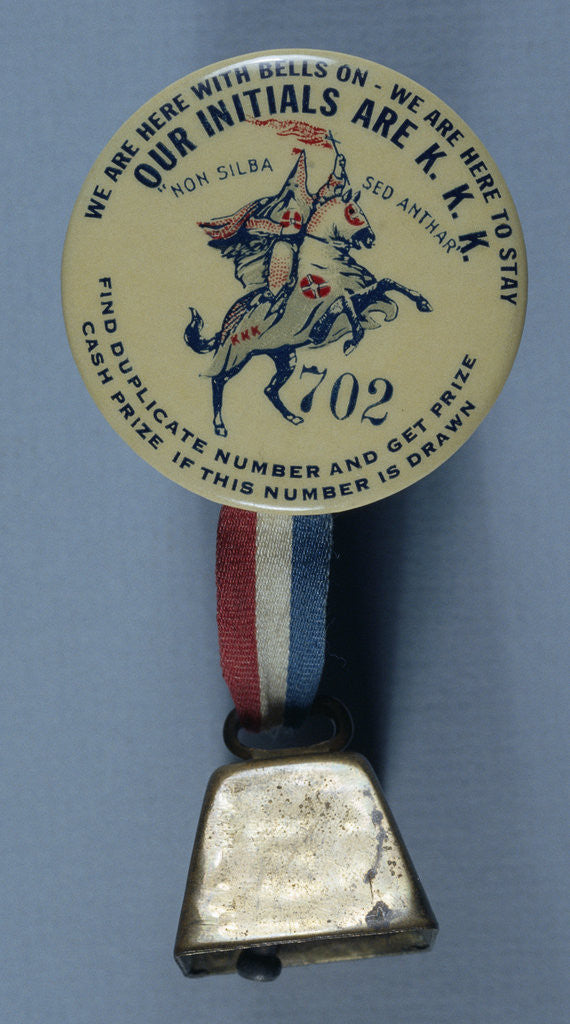 WE ARE HERE WITH BELLS ON - WE ARE HERE TO STAY
OUR INITIALS ARE K. K. K.
"NON SILBA SED ANTHAR"
KKK
702
FIND DUPLICATE NUMBER AND GET PRIZE
CASH PRIZE IF THIS NUMBER IS DRAWN